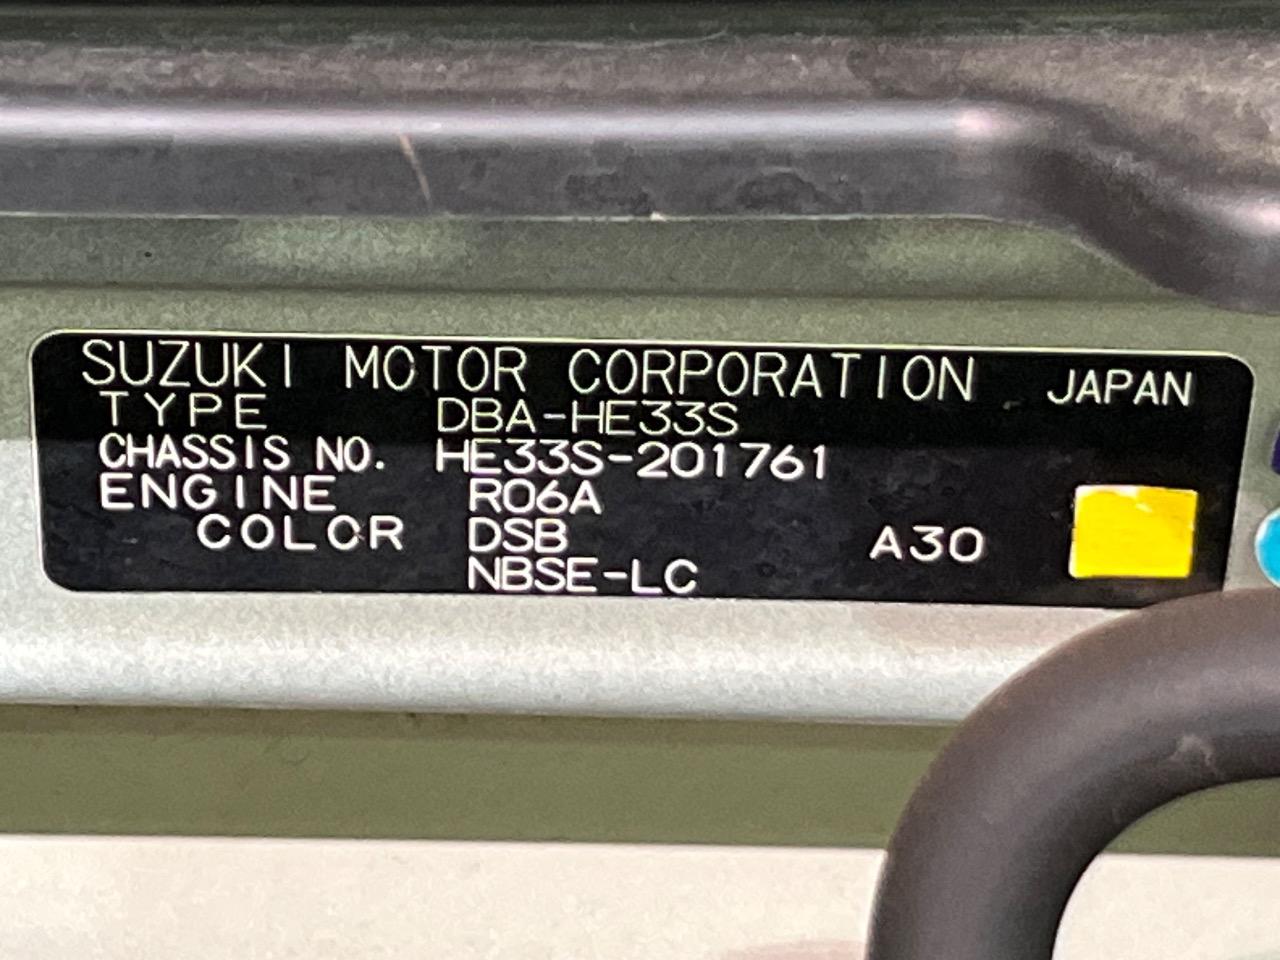 SUZUKI MOTOR CORPORATION JAPAN
TYPE DBA-HE33S
CHASSIS NO. HE33S-201761
ENGINE R06A
COLOR DSB A30
NBSE-LC